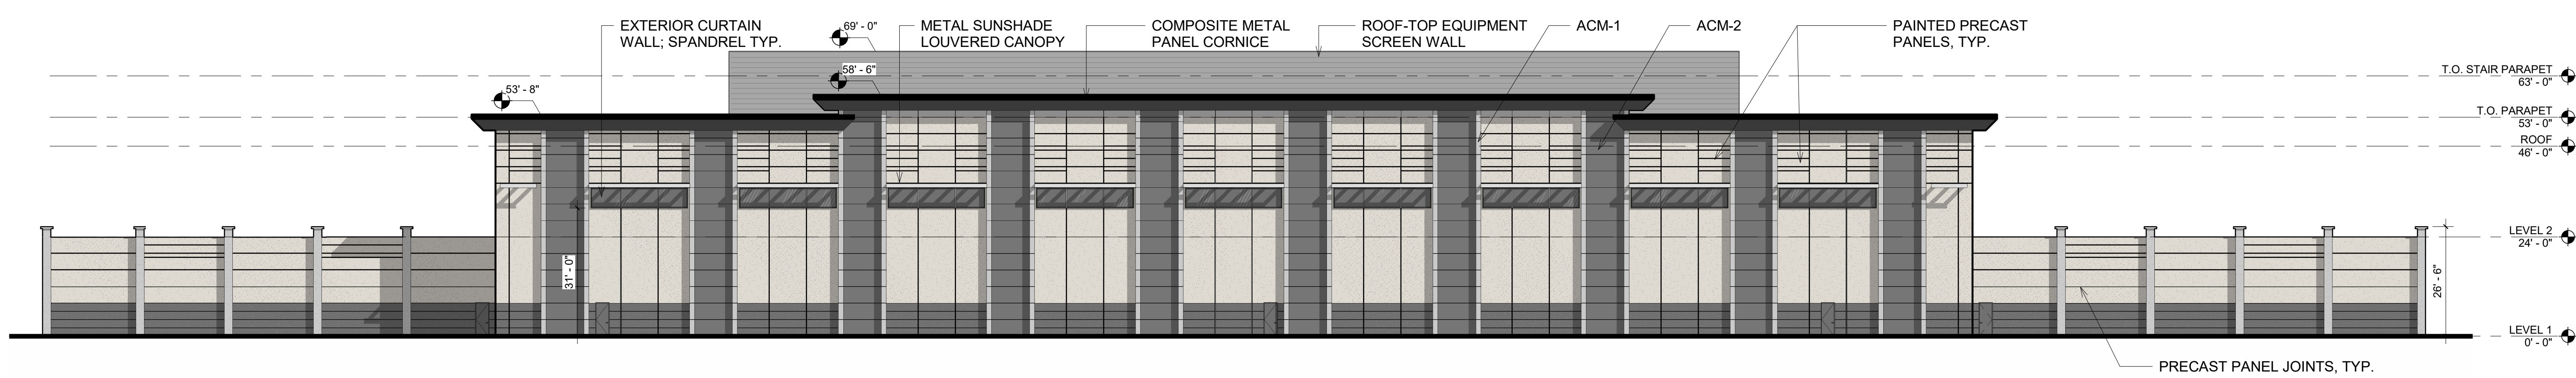 EXTERIOR CURTAIN
WALL; SPANDREL TYP.
69' - 0"
METAL SUNSHADE
LOUVERED CANOPY
COMPOSITE METAL
PANEL CORNICE
ROOF-TOP EQUIPMENT
SCREEN WALL
ACM-1
ACM-2
PAINTED PRECAST
PANELS, TYP.
58' - 6"
53' - 8"
T.O. STAIR PARAPET
63' - 0"
T.O. PARAPET
53' - 0"
ROOF
46' - 0"
LEVEL 2
24' - 0"
31' - 0"
26' - 6"
LEVEL 1
0' - 0"
PRECAST PANEL JOINTS, TYP.